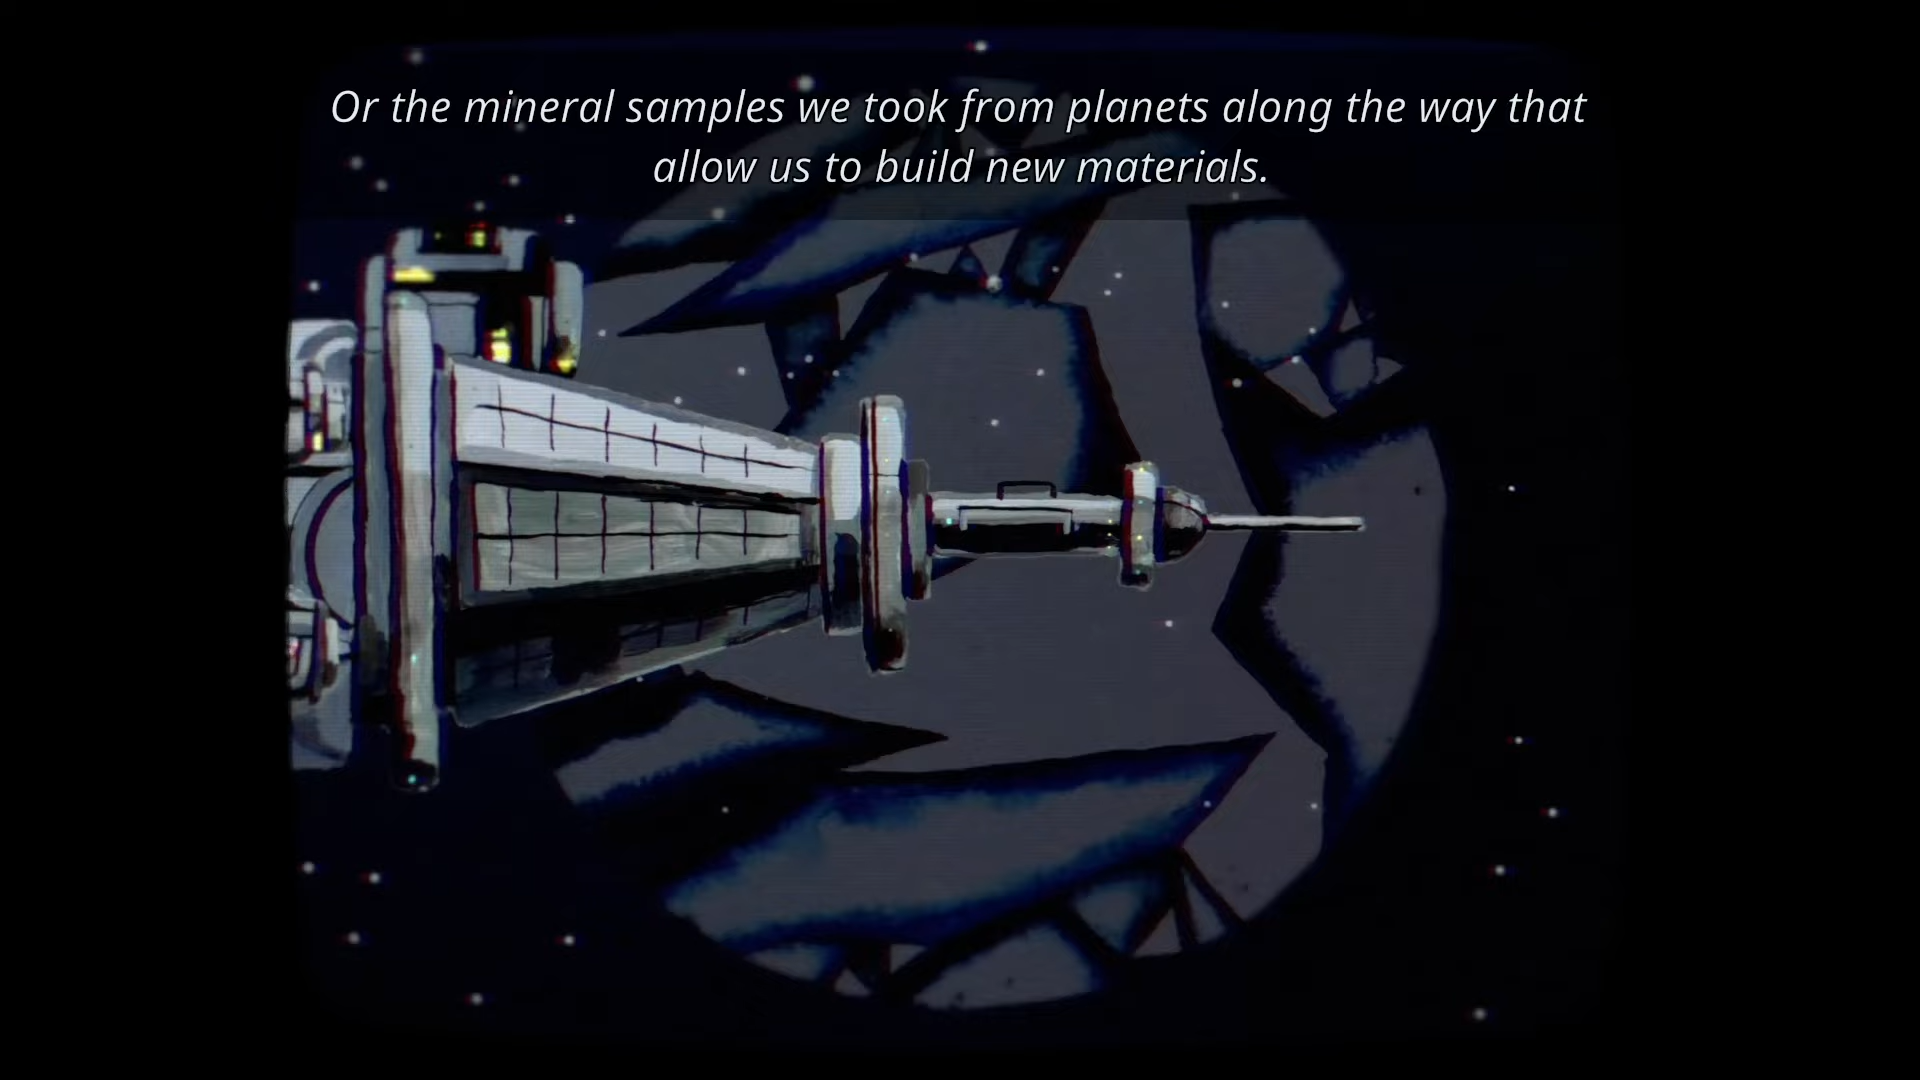 Or the mineral samples we took from planets along the way that
allow us to build new materials.